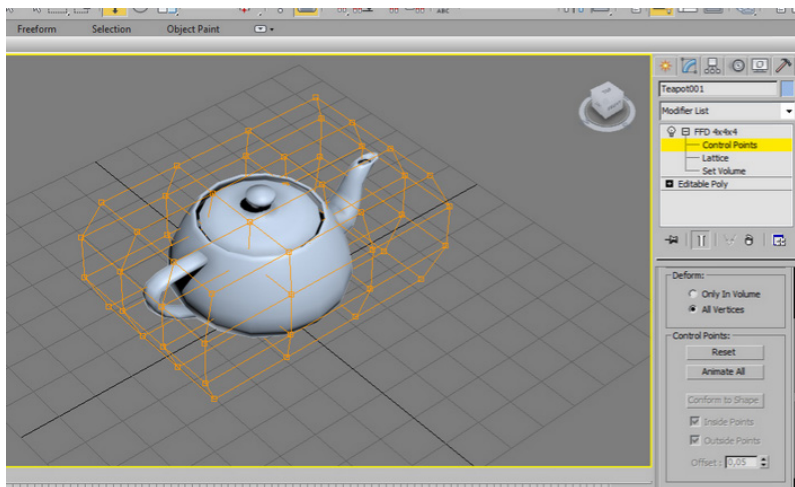 ABC
Freeform Selection Object Paint
Teapot001
Modifier List
FFD 4x4x4
Control Points
Lattice
Set Volume
Editable Poly
Deform:
Only In Volume
All Vertices
Control Points:
Reset
Animate All
Conform to Shape
Inside Points
Outside Points
Offset : 0,05